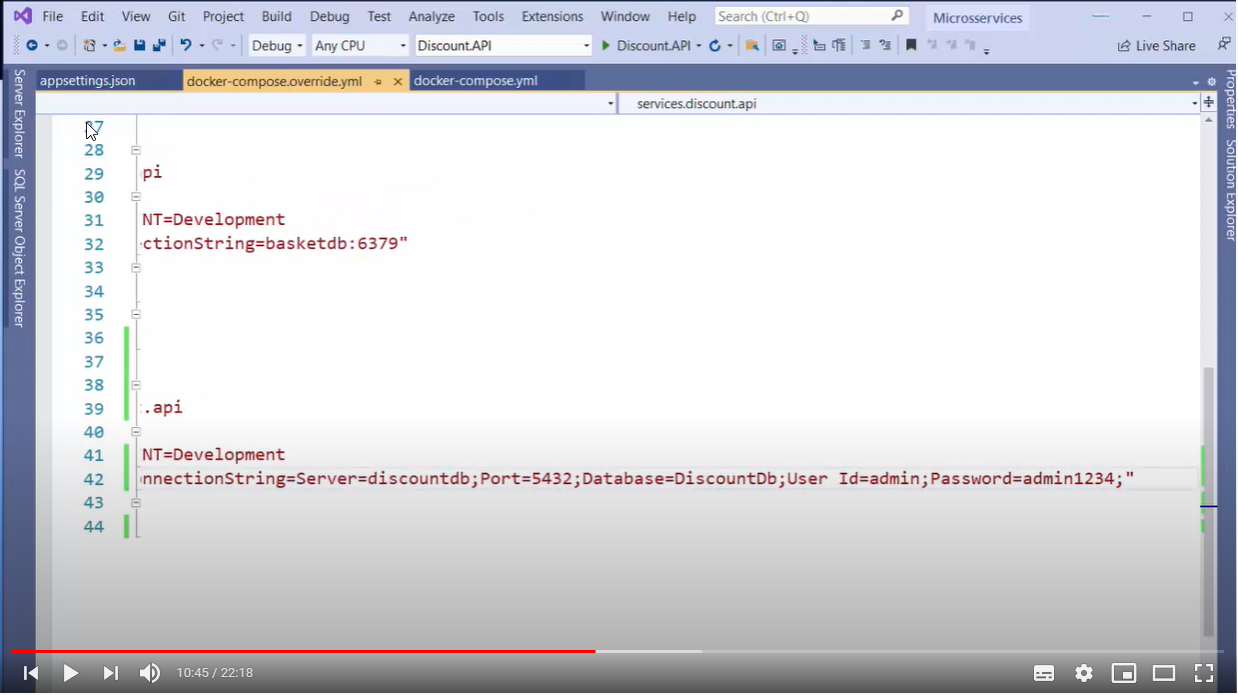 File Edit View Git Project Build Debug Test Analyze Tools Extensions Window Help Search (Ctrl+Q) Microsservices
Debug Any CPU Discount.API Discount.API Live Share
appsettings.json docker-compose.override.yml docker-compose.yml
services.discount.api
Server Explorer
SQL Server Object Explorer
Properties
Solution Explorer
27
28
29 pi
30
31 NT=Development
32 ctionString=basketdb:6379"
33
34
35
36
37
38
39 .api
40
41 NT=Development
42 nnectionString=Server=discountdb;Port=5432;Database=DiscountDb;User Id=admin;Password=admin1234;"
43
44
10:45 / 22:18